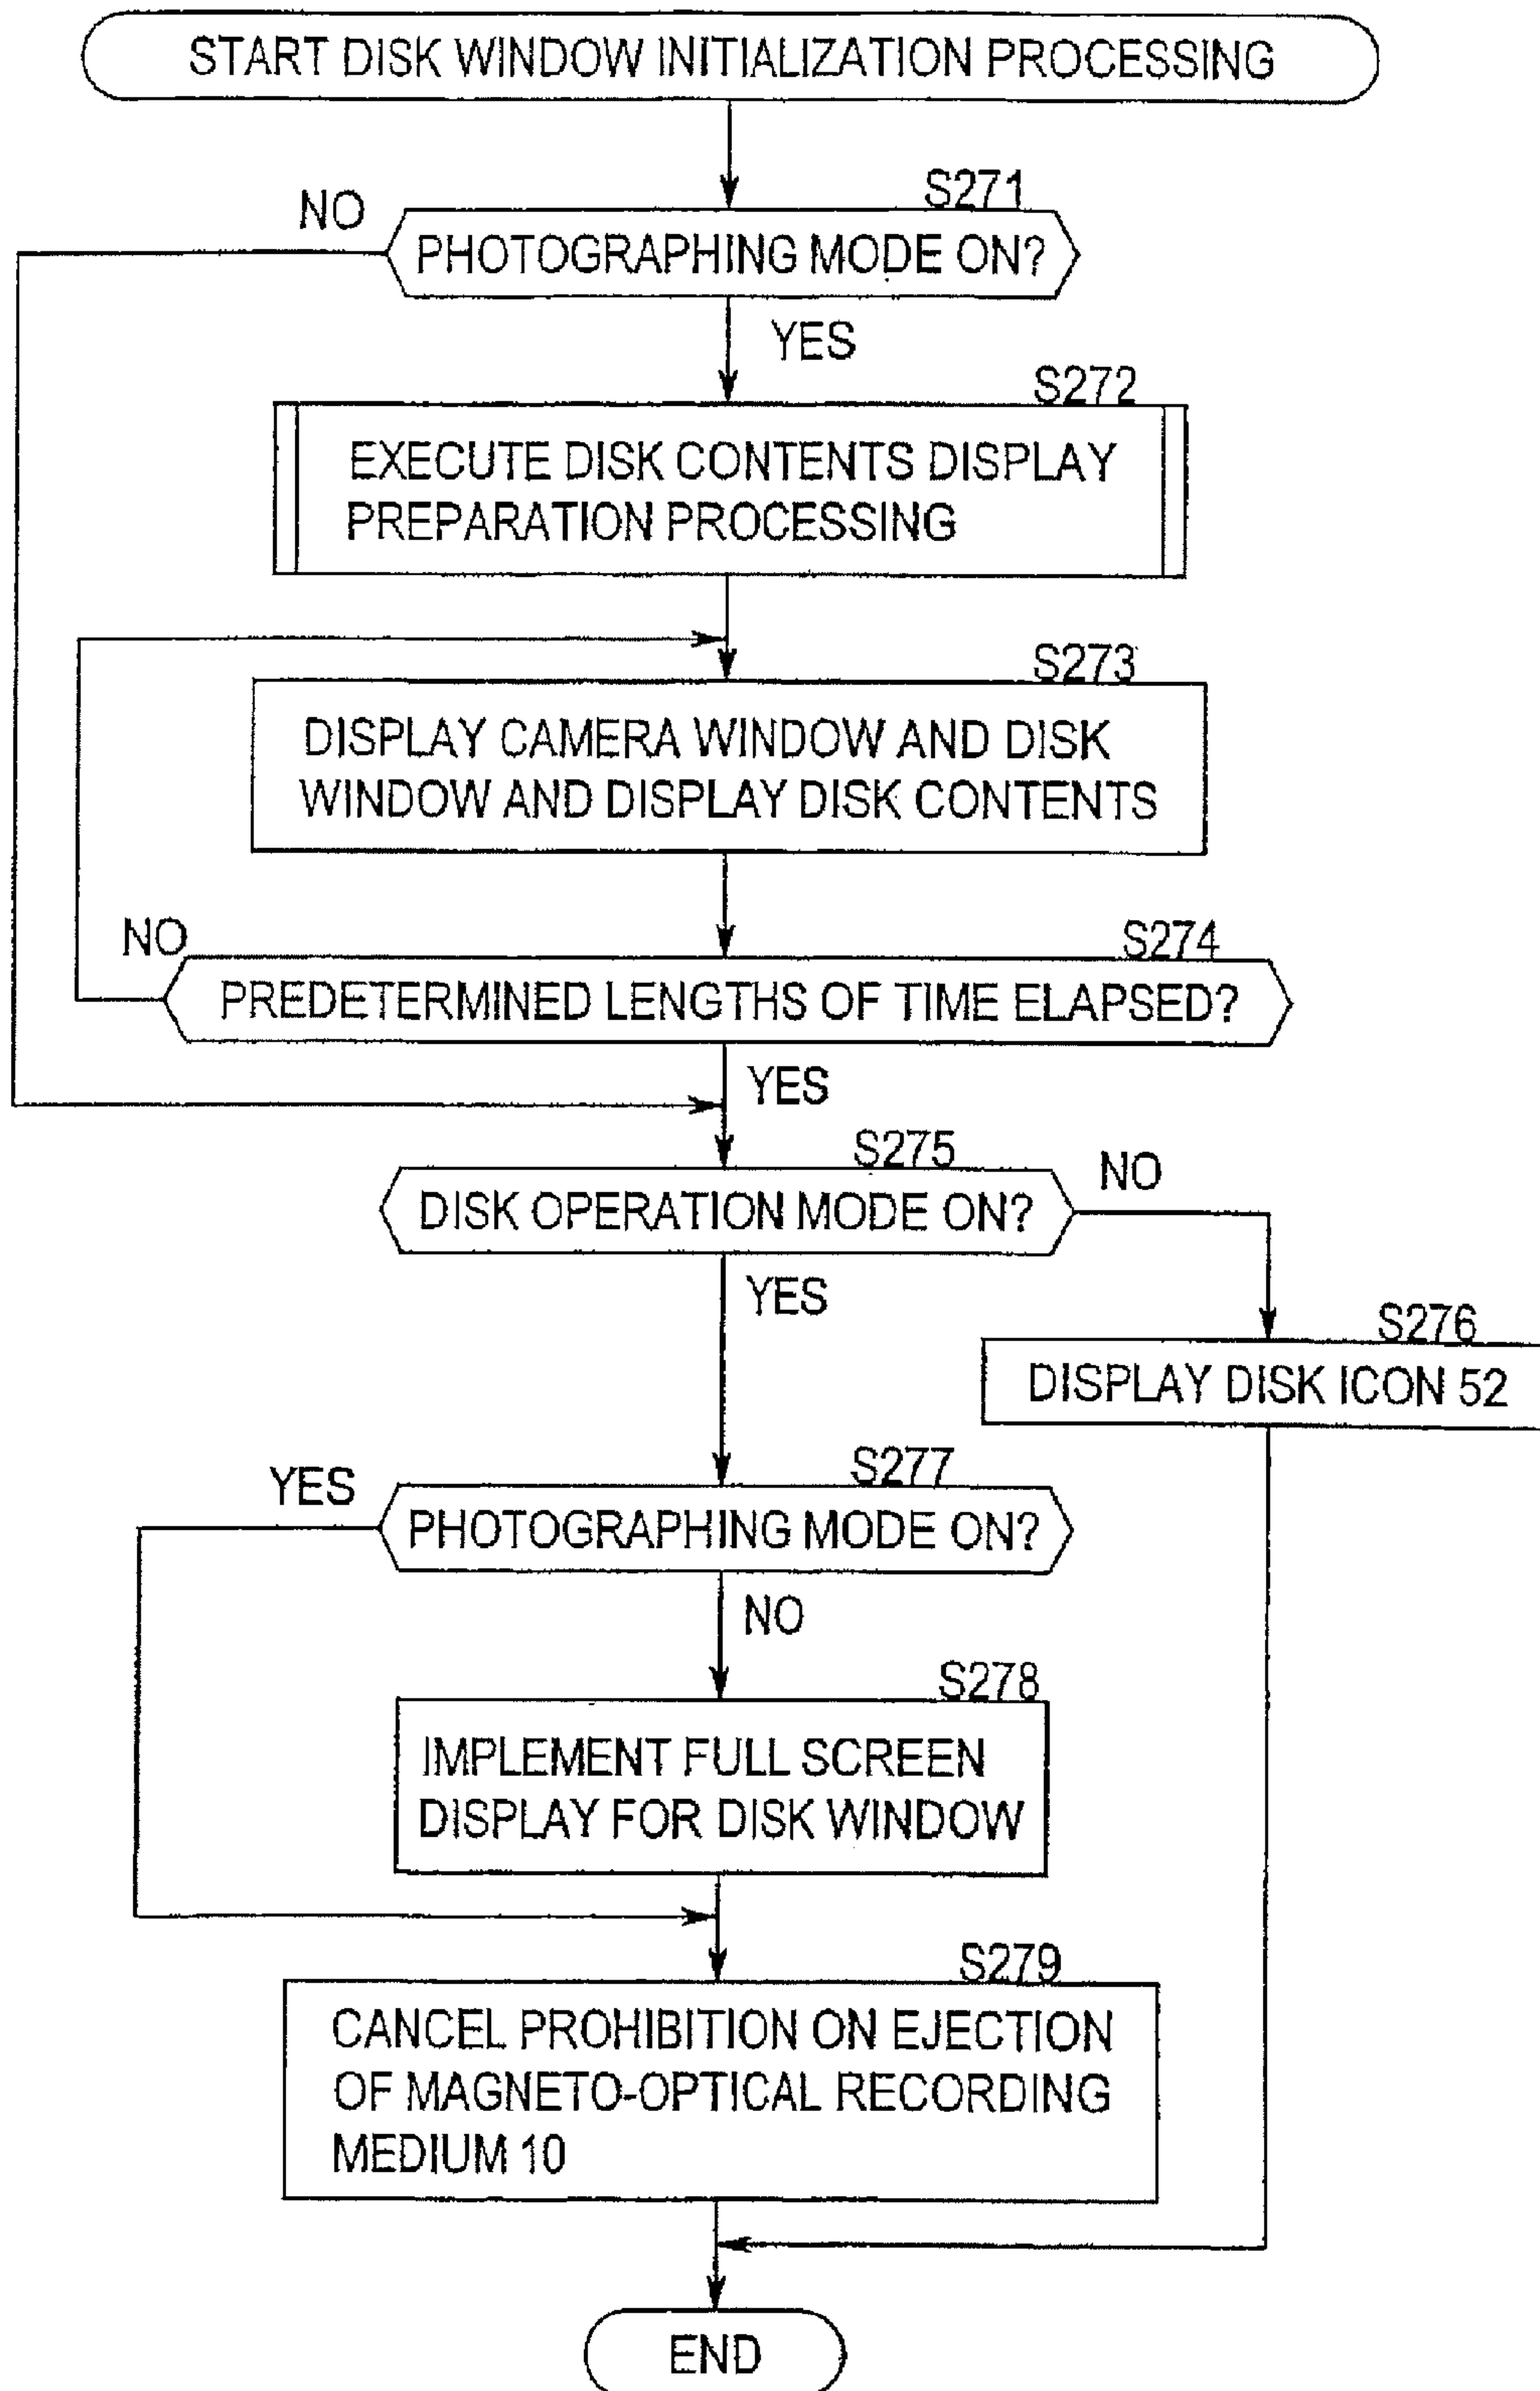 START DISK WINDOW INITIALIZATION PROCESSING
S271
NO
PHOTOGRAPHING MODE ON?
YES
S272
EXECUTE DISK CONTENTS DISPLAY
PREPARATION PROCESSING
S273
DISPLAY CAMERA WINDOW AND DISK
WINDOW AND DISPLAY DISK CONTENTS
NO
S274
PREDETERMINED LENGTHS OF TIME ELAPSED?
YES
S275
NO
DISK OPERATION MODE ON?
YES
S276
DISPLAY DISK ICON 52
S277
YES
PHOTOGRAPHING MODE ON?
NO
S278
IMPLEMENT FULL SCREEN
DISPLAY FOR DISK WINDOW
S279
CANCEL PROHIBITION ON EJECTION
OF MAGNETO-OPTICAL RECORDING
MEDIUM 10
END